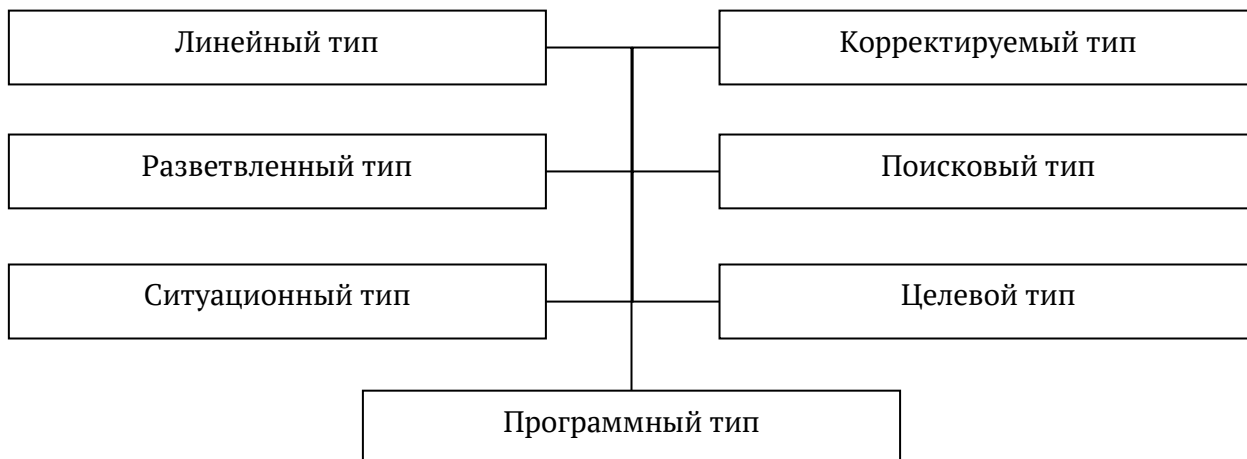 Линейный тип
Корректируемый тип
Разветвленный тип
Поисковый тип
Ситуационный тип
Целевой тип
Программный тип